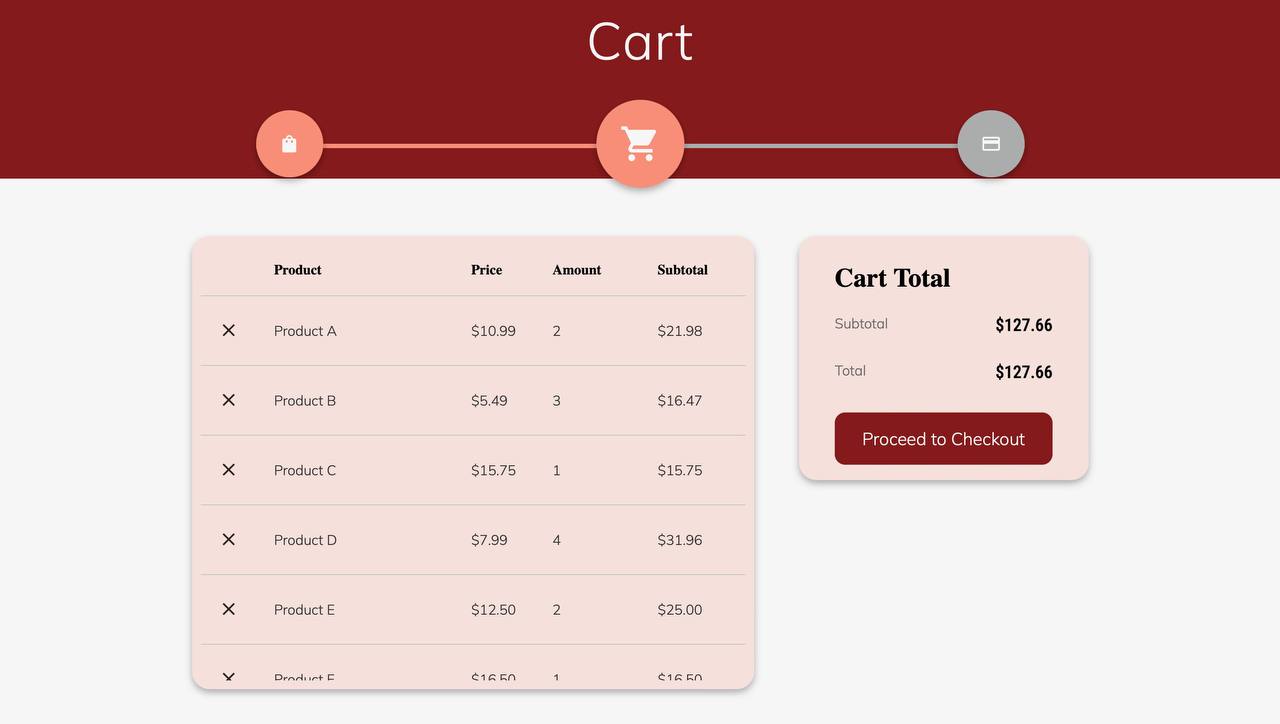 Cart
Product Price Amount Subtotal
Product A $10.99 2 $21.98
Product B $5.49 3 $16.47
Product C $15.75 1 $15.75
Product D $7.99 4 $31.96
Product E $12.50 2 $25.00
Product F $16.50 1 $16.50
Cart Total
Subtotal $127.66
Total $127.66
Proceed to Checkout